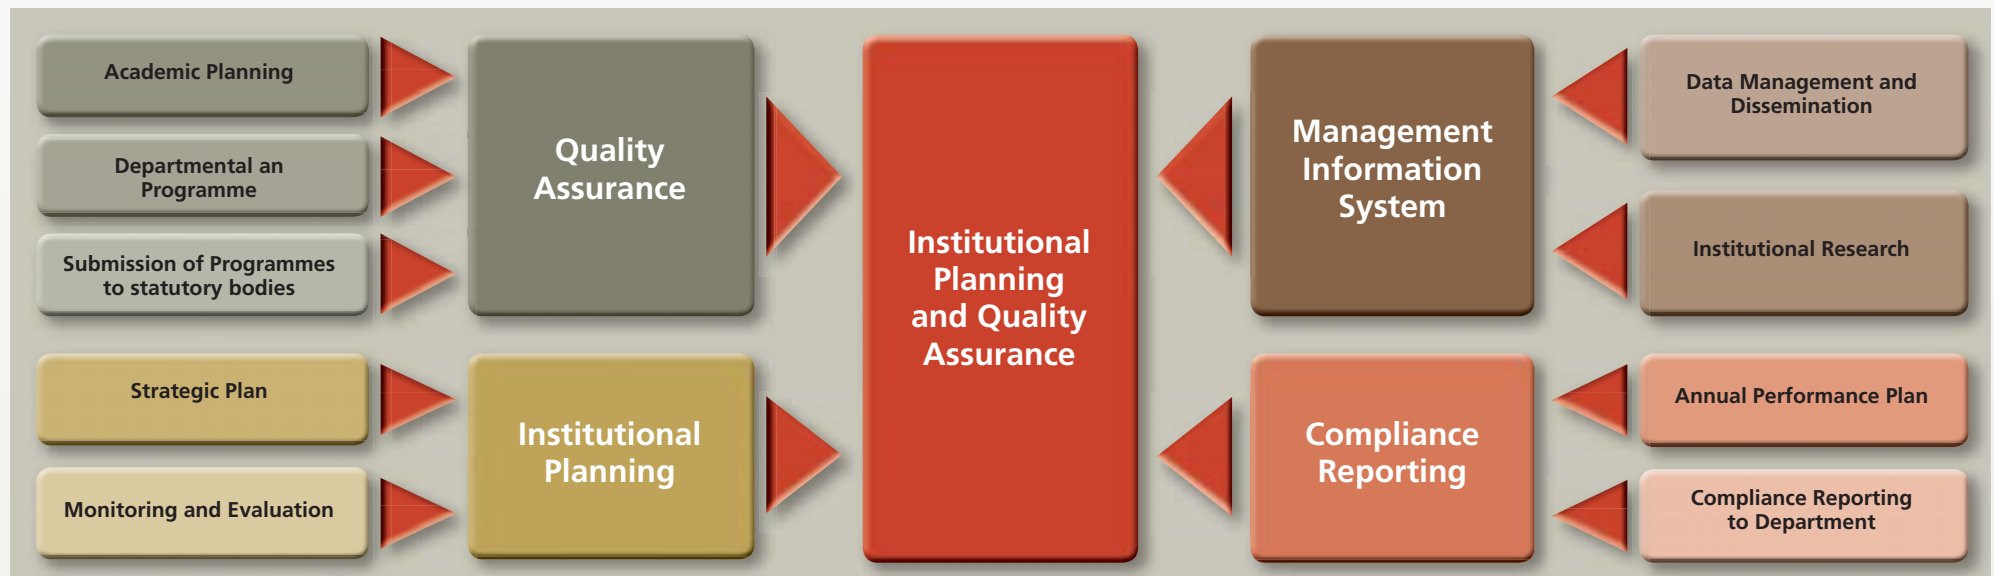 Academic Planning
Departmental an
Programme
Submission of Programmes
to statutory bodies
Strategic Plan
Monitoring and Evaluation
Quality
Assurance
Institutional
Planning
Institutional
Planning
and Quality
Assurance
Management
Information
System
Compliance
Reporting
Data Management and
Dissemination
Institutional Research
Annual Performance Plan
Compliance Reporting
to Department